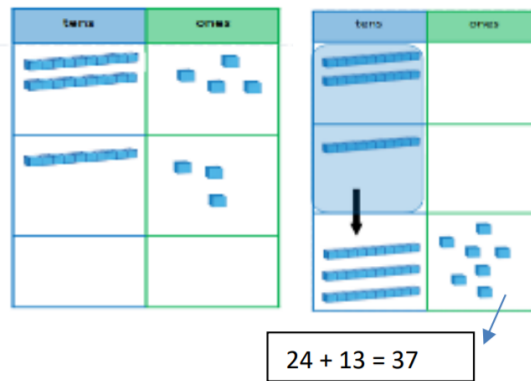 tens ones
tens ones
24 + 13 = 37